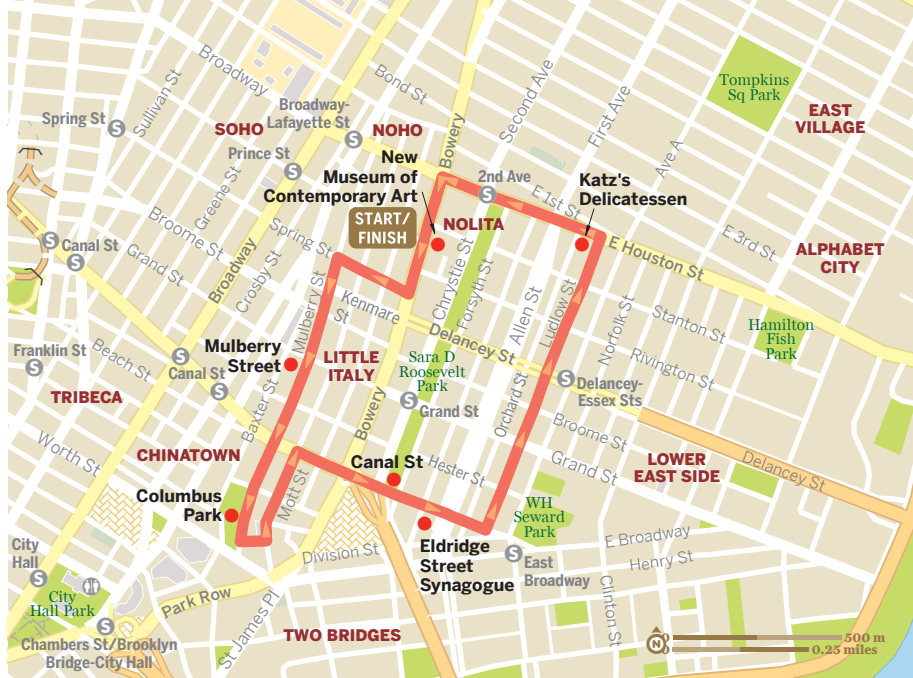 Broadway
Bond St
Second Ave
First Ave
Tompkins
Sq Park
EAST
VILLAGE
Sullivan St
Spring St
S
SOHO
Broadway-
Lafayette St
S
NOHO
Bowery
Ave A
Prince St
S
New
Museum of
Contemporary Art
2nd Ave
S
E 1st St
Katz's
Delicatessen
Greene St
START/
FINISH
NOLITA
E 3rd St
ALPHABET
CITY
Canal St
S
S
Broome St
Grand St
Broadway
Crosby St
Spring St
Chrystie St
Forsyth St
E Houston St
Mulberry St
Kenmare
St
Allen St
Ludlow St
Norfolk St
Stanton St
Hamilton
Fish
Park
Delancey St
Rivington St
Franklin St
S
Beach St
S
Canal St
S
Mulberry
Street
LITTLE
ITALY
Sara D
Roosevelt
Park
S
Grand St
S
Delancey-
Essex Sts
TRIBECA
Baxter St
Bowery
Orchard St
Broome St
Worth St
CHINATOWN
Mott St
Canal St
Hester St
Grand St
LOWER
EAST SIDE
Delancey St
Columbus
Park
WH
Seward
Park
City
Hall
S
Division St
Eldridge
Street
Synagogue
S
East
Broadway
E Broadway
Henry St
City
Hall Park
Park Row
St James Pl
Clinton St
S
Chambers St/Brooklyn
Bridge-City Hall
TWO BRIDGES
N
0
500 m
0
0.25 miles